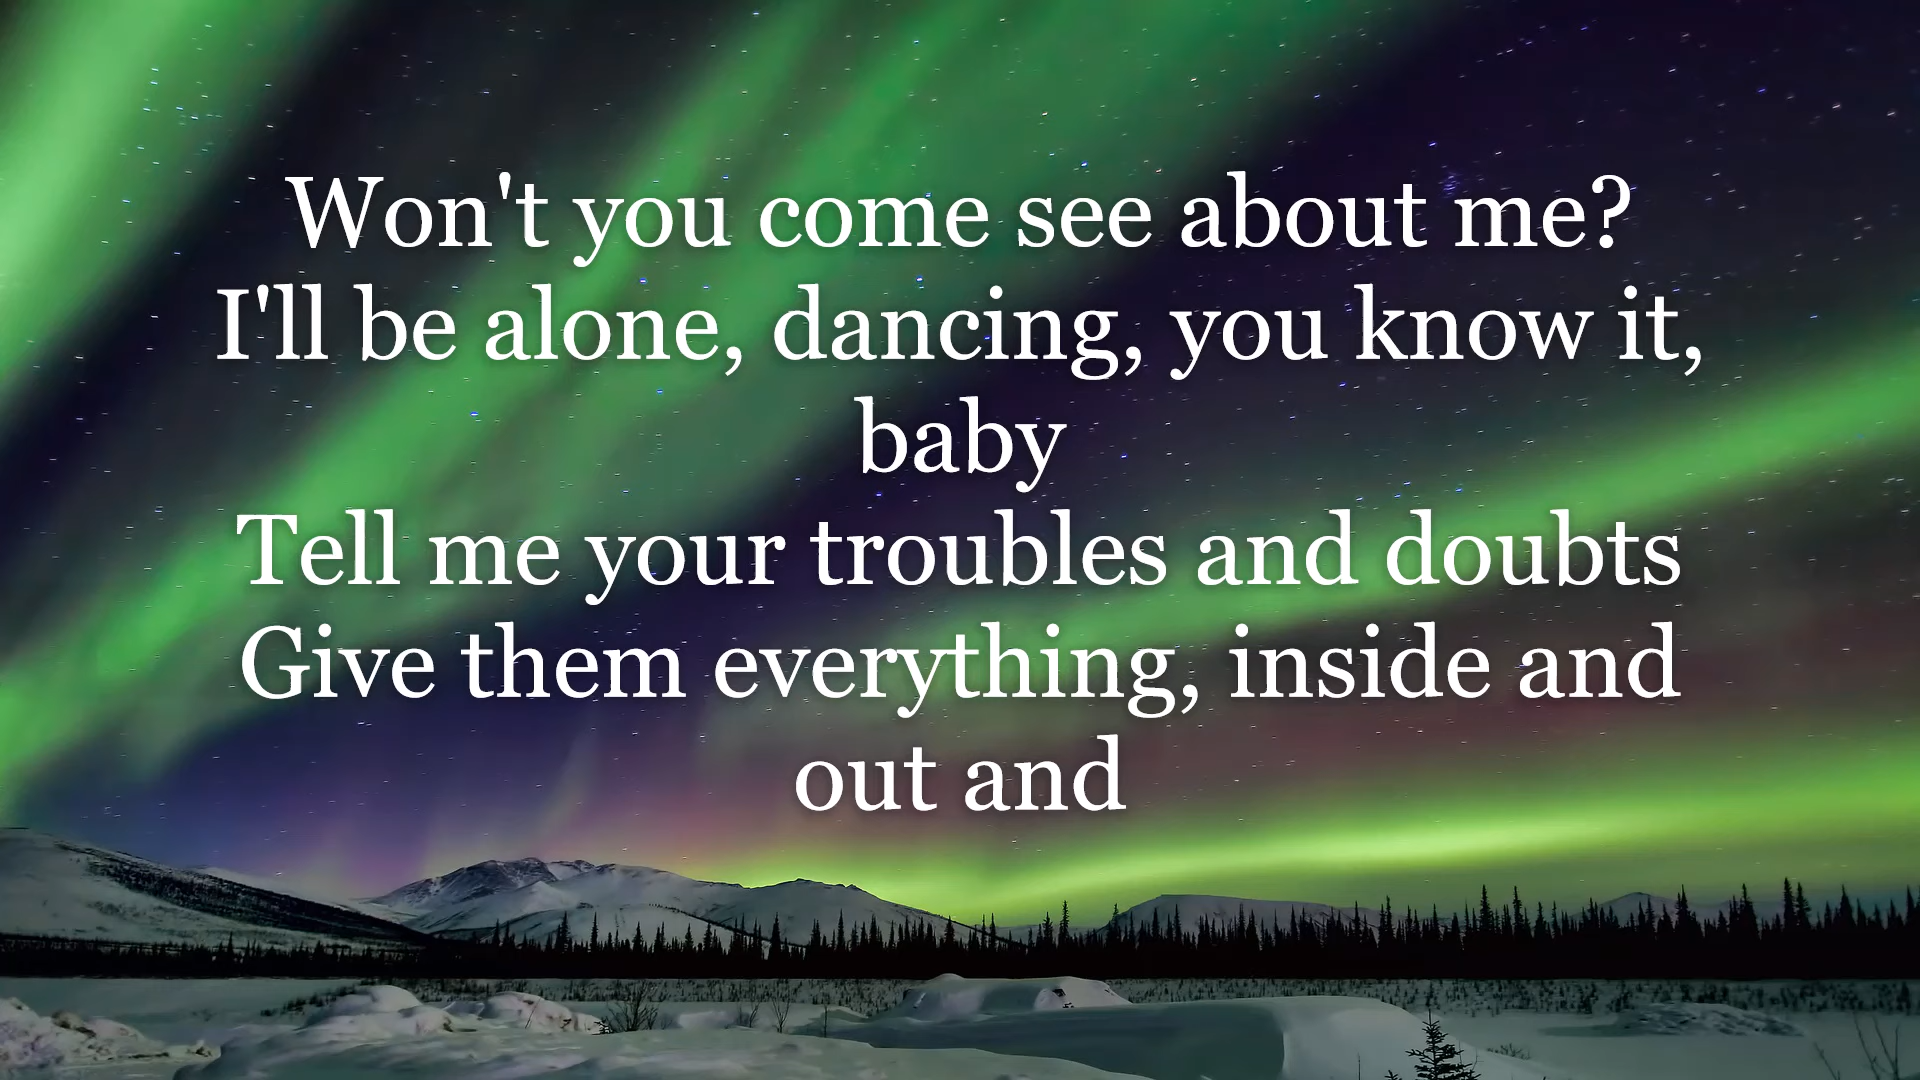 Won't you come see about me?
I'll be alone, dancing, you know it,
baby
Tell me your troubles and doubts
Give them everything, inside and
out and